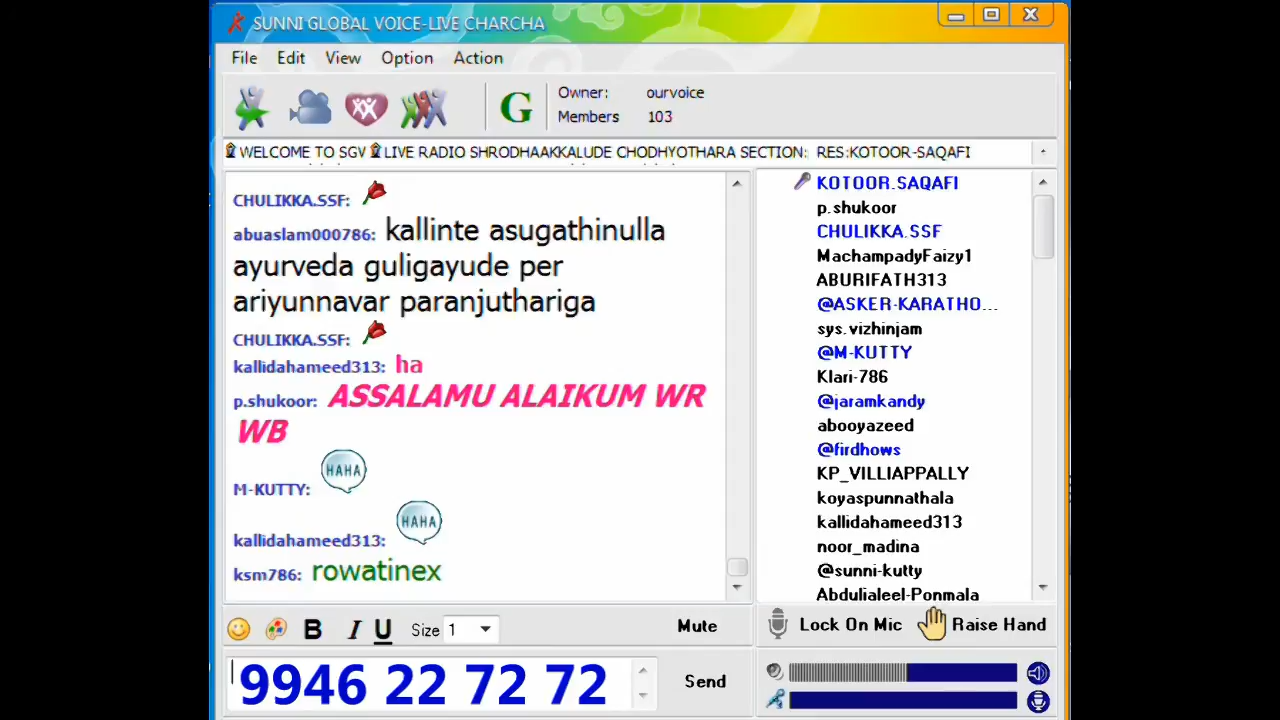 SUNNI GLOBAL VOICE-LIVE CHARCHA
File Edit View Option Action
G
Owner: ourvoice
Members 103
WELCOME TO SGV LIVE RADIO SHRODHAAKKALUDE CHODHYOTHARA SECTION: RES:KOTOOR-SAQAFI
CHULIKKA.SSF:
abuaslam000786: kallinte asugathinulla
ayurveda guligayude per
ariyunnavar paranjuthariga
CHULIKKA.SSF:
kallidahameed313: ha
p.shukoor: ASSALAMU ALAIKUM WR
WB
HAHA
M-KUTTY:
HAHA
kallidahameed313:
ksm786: rowatinex
KOTOOR.SAQAFI
p.shukoor
CHULIKKA.SSF
MachampadyFaizy1
ABURIFATH313
@ASKER-KARATHO...
sys.vizhinjam
@M-KUTTY
Klari-786
@jaramkandy
abooyazeed
@firdhows
KP_VILLIAPPALLY
koyaspunnathala
kallidahameed313
noor_madina
@sunni-kutty
Abdulialeel-Ponmala
B I U Size 1 Mute
Lock On Mic Raise Hand
9946 22 72 72
Send